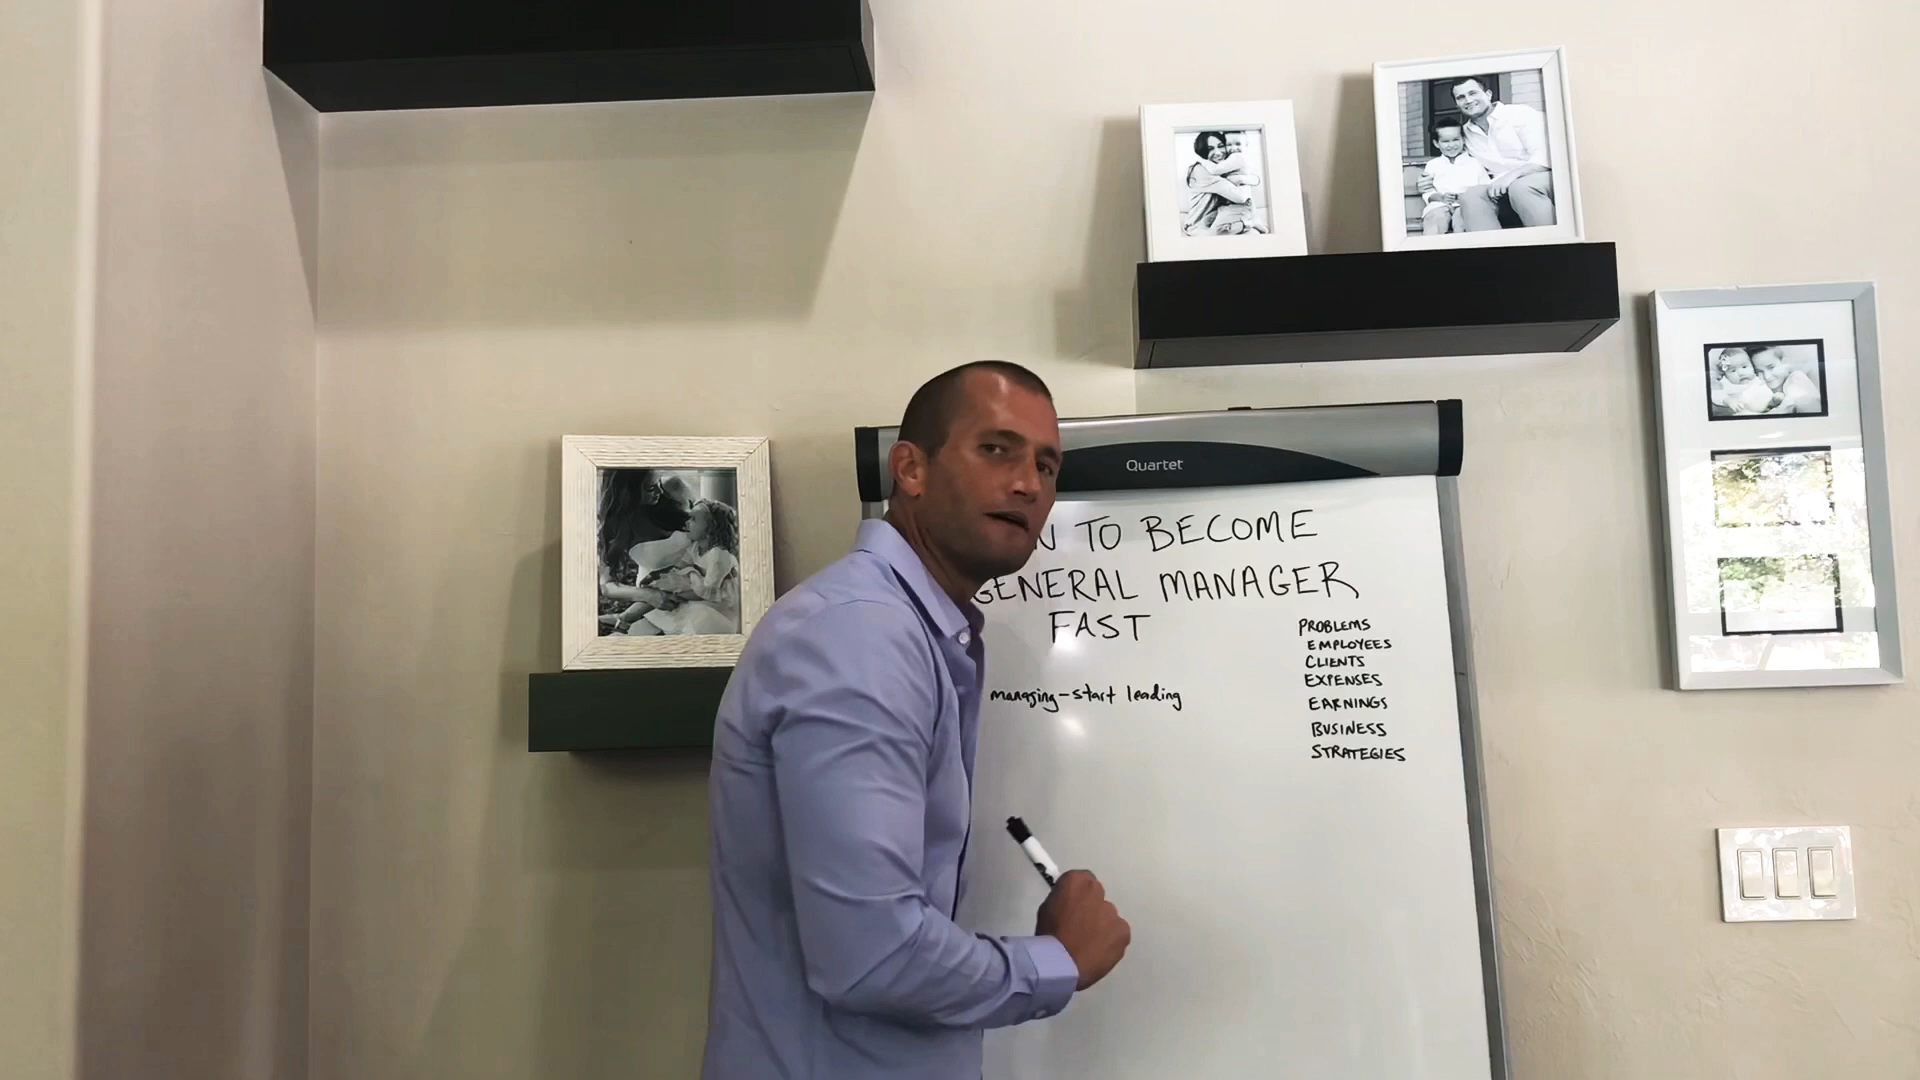 Quartet
TO BECOME
GENERAL MANAGER
FAST
managing-start leading
PROBLEMS
EMPLOYEES
CLIENTS
EXPENSES
EARNINGS
BUSINESS
STRATEGIES